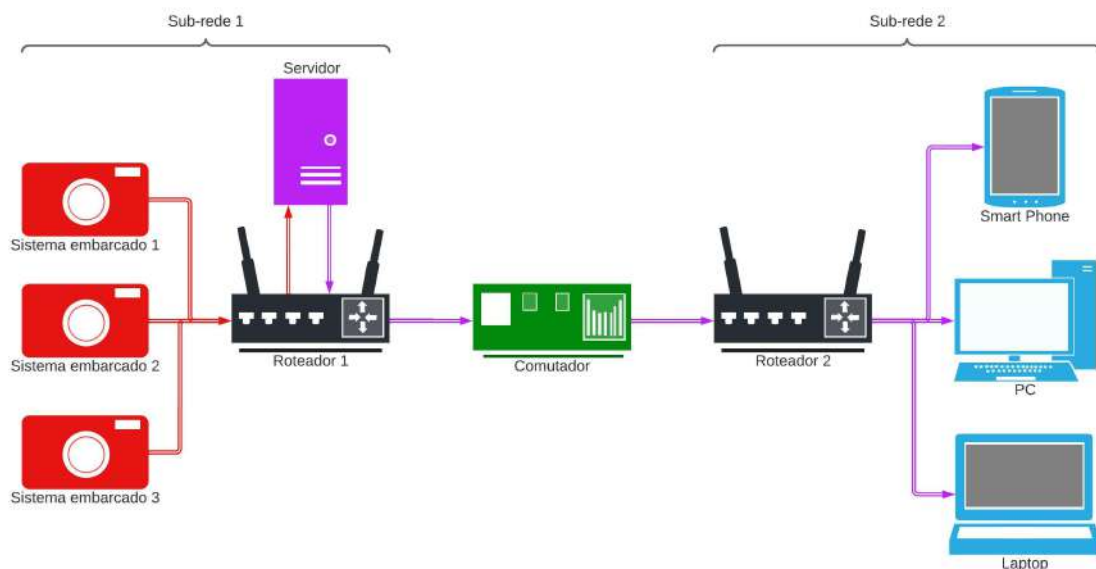 Sub-rede 1
Sub-rede 2
Servidor
Smart Phone
Sistema embarcado 1
Sistema embarcado 2
Roteador 1
Comutador
Roteador 2
PC
Sistema embarcado 3
Laptop